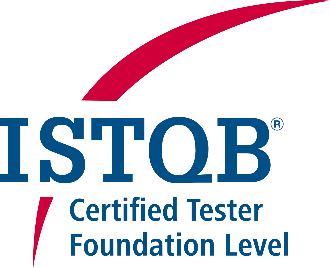 ISTQB®
Certified Tester
Foundation Level